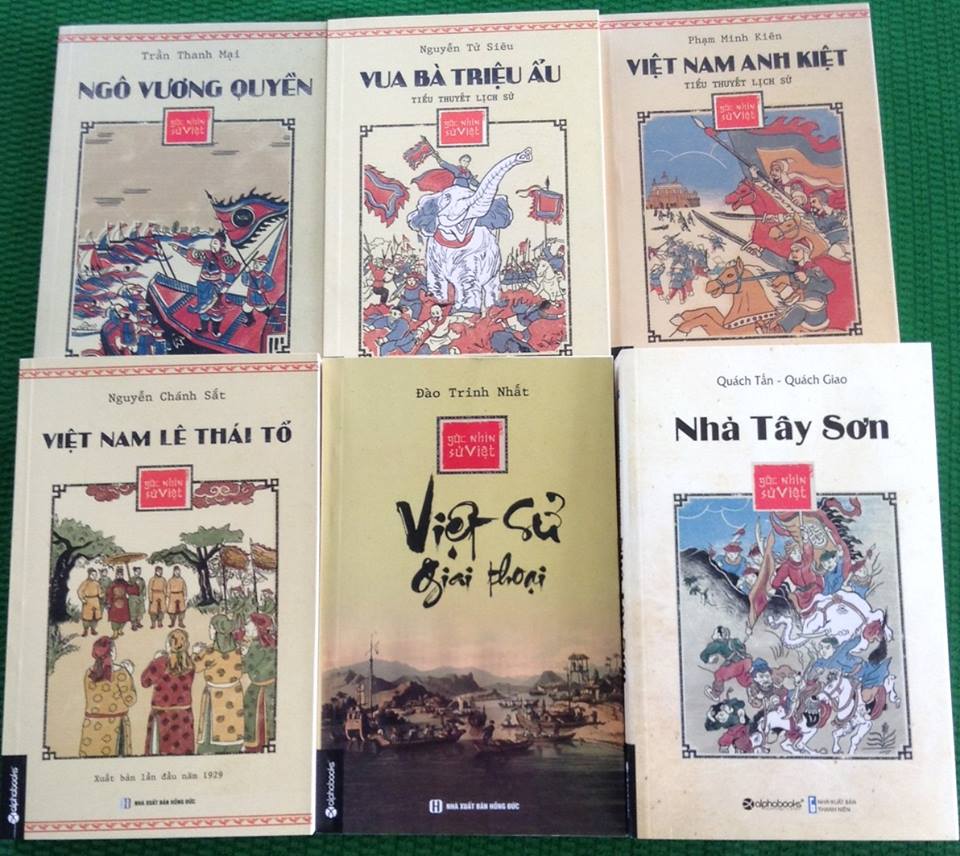 Trần Thanh Mại
NGÔ VƯƠNG QUYỀN
góc nhìn
sử Việt
Nguyễn Tử Siêu
VUA BÀ TRIỆU ẨU
TIỂU THUYẾT LỊCH SỬ
góc nhìn
sử Việt
Phạm Minh Kiên
VIỆT NAM ANH KIỆT
TIỂU THUYẾT LỊCH SỬ
góc nhìn
sử Việt
Nguyễn Chánh Sắt
VIỆT NAM LÊ THÁI TỔ
góc nhìn
sử Việt
Xuất bản lần đầu năm 1929
alphabooks
NHÀ XUẤT BẢN HỒNG ĐỨC
Đào Trinh Nhất
góc nhìn
sử Việt
Việt Sử
giai thoại
alphabooks
NHÀ XUẤT BẢN HỒNG ĐỨC
Quách Tấn - Quách Giao
Nhà Tây Sơn
góc nhìn
sử Việt
alphabooks
NHÀ XUẤT BẢN
THANH NIÊN